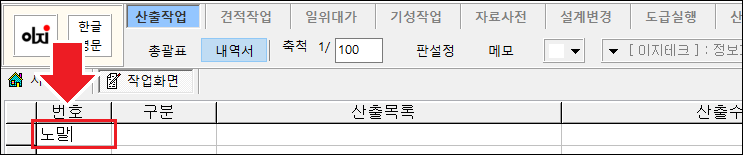 이지
한글
영문
산출작업 견적작업 일위대가 기성작업 자료사전 설계변경 도급실행
총괄표 내역서 축척 1/ 100 판설정 메모 [ 이지테크 ] : 정보
작업화면
번호 구분 산출목록 산출수
노말